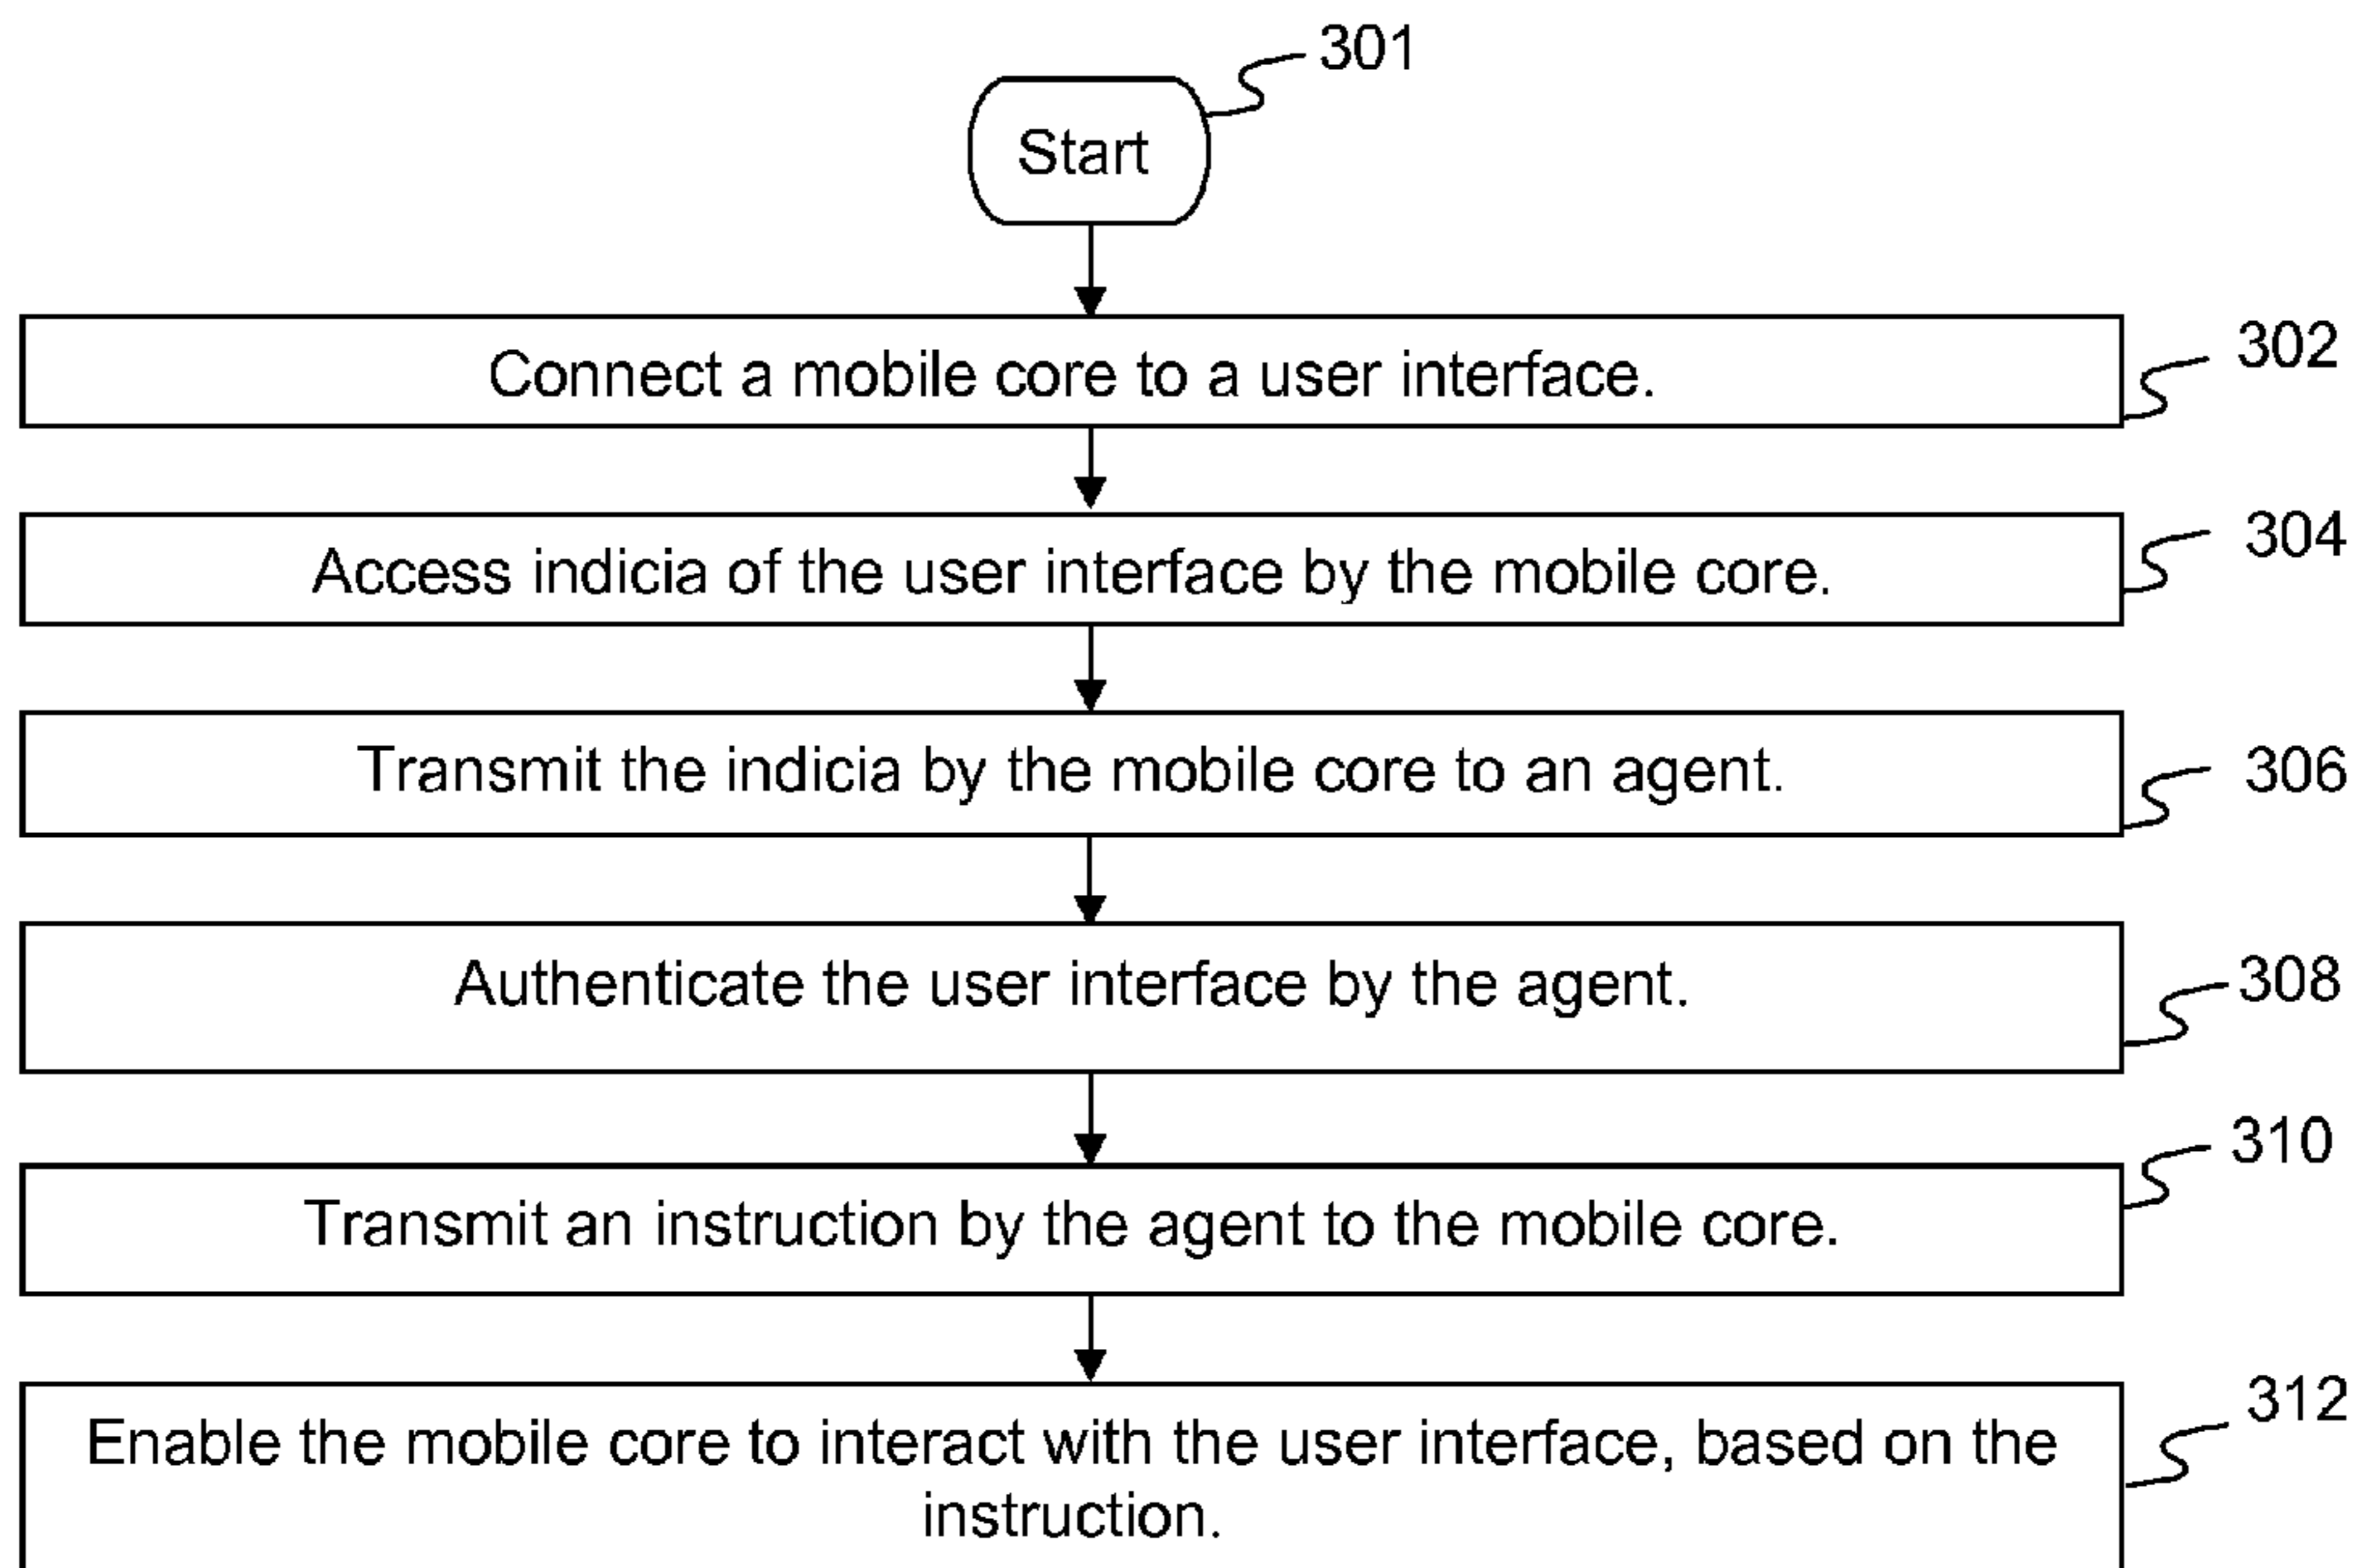 301
Start
Connect a mobile core to a user interface.
302
Access indicia of the user interface by the mobile core.
304
Transmit the indicia by the mobile core to an agent.
306
Authenticate the user interface by the agent.
308
Transmit an instruction by the agent to the mobile core.
310
Enable the mobile core to interact with the user interface, based on the
instruction.
312